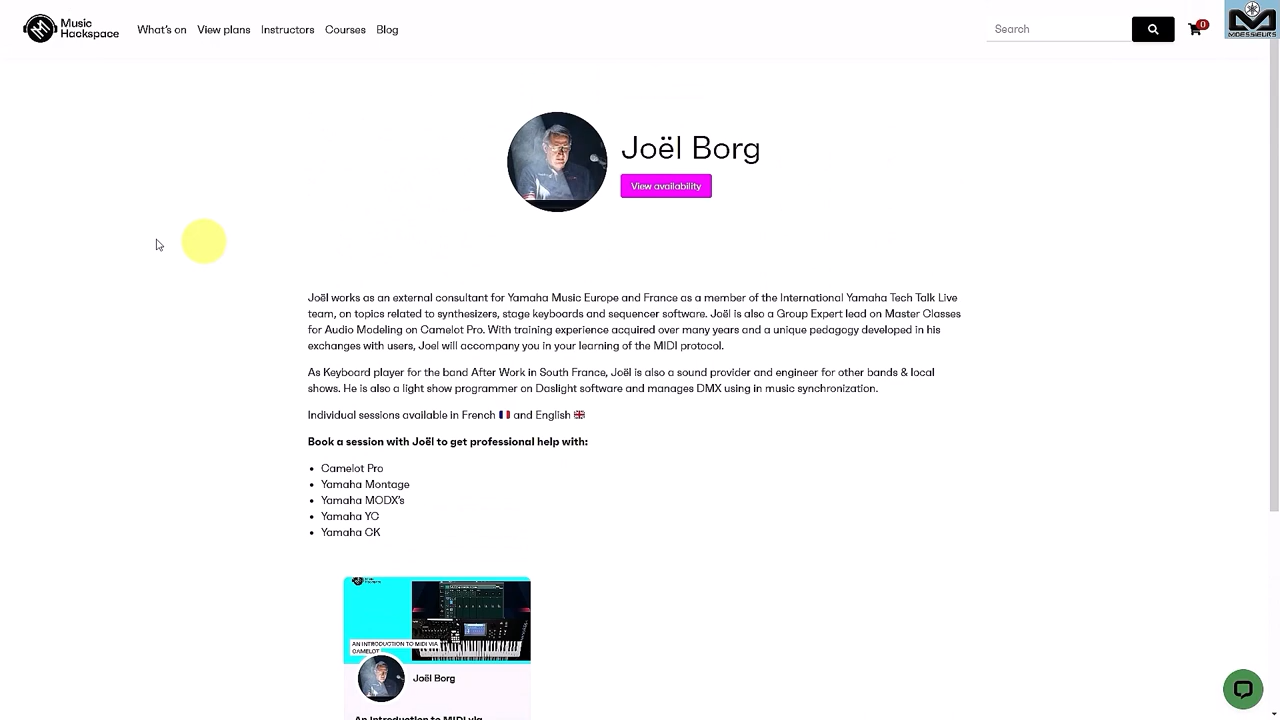 Music
Hackspace
What's on
View plans
Instructors
Courses
Blog
Search
0
MDESSIEURS
Joël Borg
View availability
Joël works as an external consultant for Yamaha Music Europe and France as a member of the International Yamaha Tech Talk Live
team, on topics related to synthesizers, stage keyboards and sequencer software. Joël is also a Group Expert lead on Master Classes
for Audio Modeling on Camelot Pro. With training experience acquired over many years and a unique pedagogy developed in his
exchanges with users, Joel will accompany you in your learning of the MIDI protocol.
As Keyboard player for the band After Work in South France, Joël is also a sound provider and engineer for other bands & local
shows. He is also a light show programmer on Daslight software and manages DMX using in music synchronization.
Individual sessions available in French 🇫🇷 and English 🇬🇧
Book a session with Joël to get professional help with:
• Camelot Pro
• Yamaha Montage
• Yamaha MODX's
• Yamaha YC
• Yamaha CK
Music
Hackspace
AN INTRODUCTION TO MIDI VIA
CAMELOT
Joël Borg
An Introduction to MIDI via